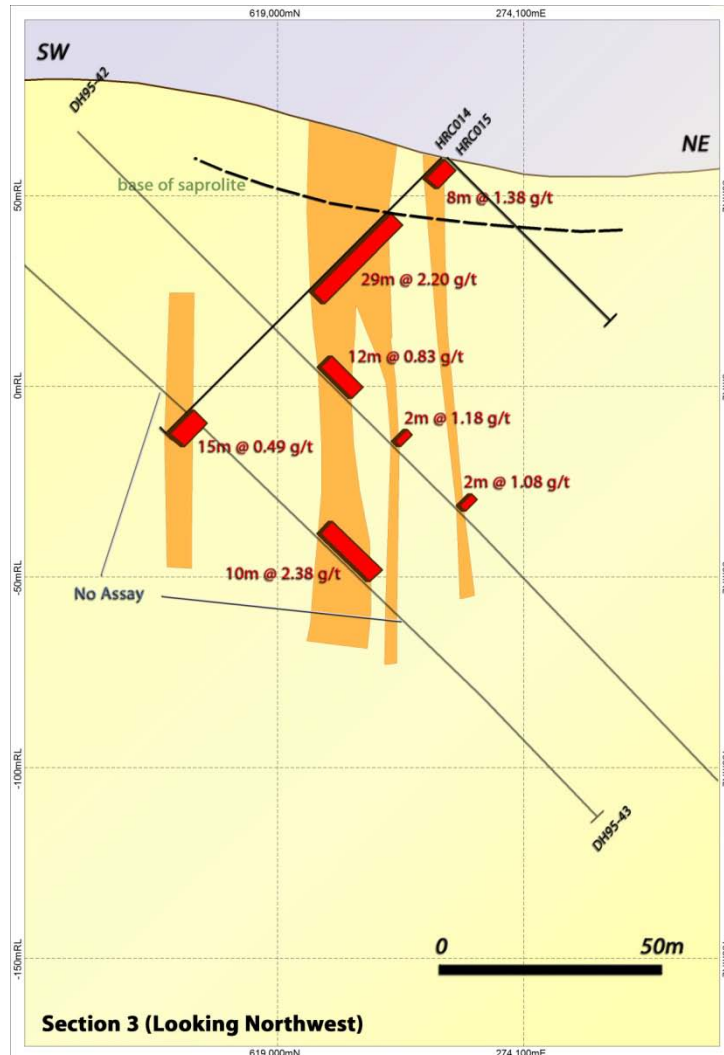 619,000mN
274,100mE
SW
DH95-42
HRC014
HRC015
NE
base of saprolite
50mRL
8m @ 1.38 g/t
29m @ 2.20 g/t
12m @ 0.83 g/t
0mRL
2m @ 1.18 g/t
15m @ 0.49 g/t
2m @ 1.08 g/t
10m @ 2.38 g/t
-50mRL
No Assay
-100mRL
DH95-43
0
50m
-150mRL
Section 3 (Looking Northwest)
619,000mN
274,100mE